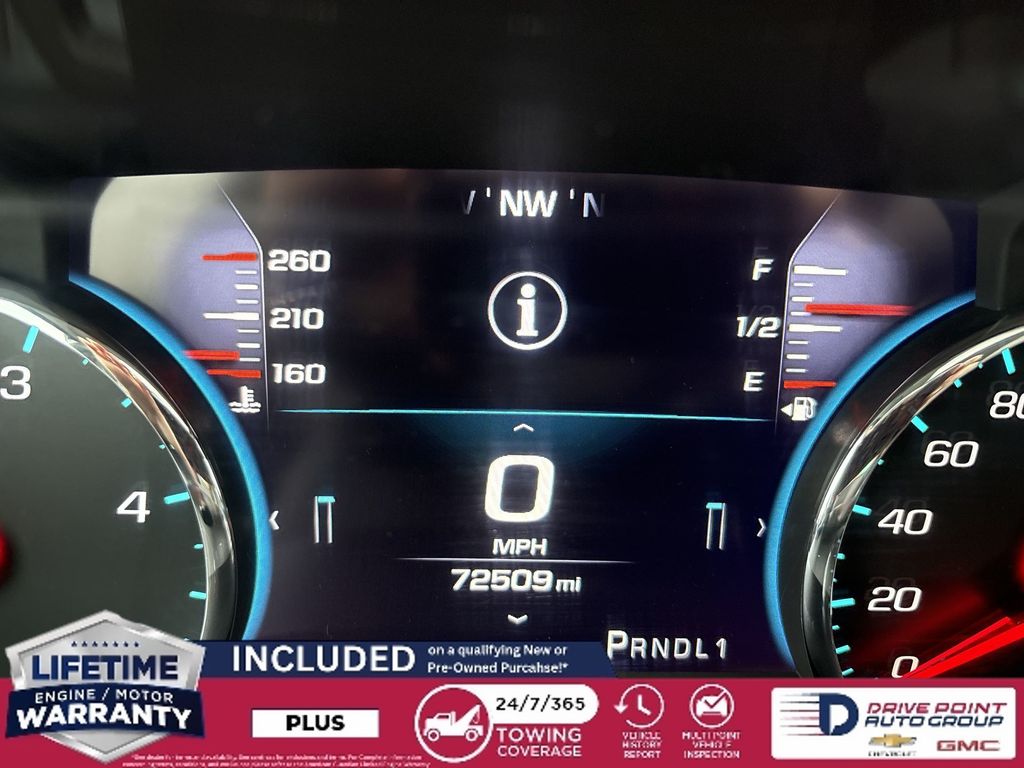 V ' NW ' N
260
210
160
F
1/2
E
3
4
0
MPH
72509 mi
PRNDL1
80
60
40
20
0
LIFETIME
ENGINE / MOTOR
WARRANTY
INCLUDED
on a qualifying New or
Pre-Owned Purcahse!*
PLUS
24/7/365
TOWING
COVERAGE
VEHICLE
HISTORY
REPORT
MULTI POINT
VEHICLE
INSPECTION
DRIVE POINT
AUTO GROUP
CHEVROLET
GMC